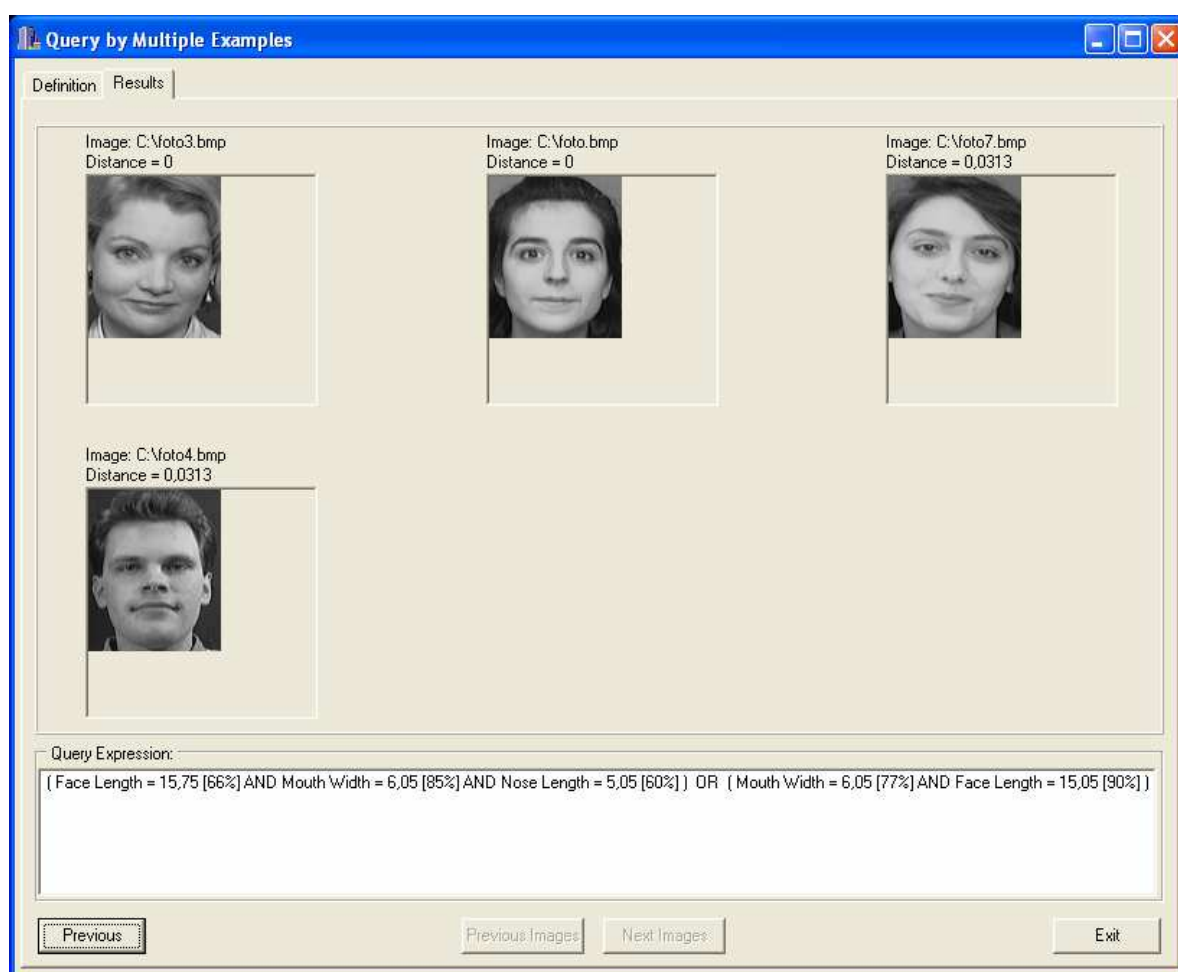 Query by Multiple Examples
Definition Results
Image: C:\foto3.bmp
Distance = 0
Image: C:\foto.bmp
Distance = 0
Image: C:\foto7.bmp
Distance = 0,0313
Image: C:\foto4.bmp
Distance = 0,0313
Query Expression:
( Face Length = 15,75 [66%] AND Mouth Width = 6,05 [85%] AND Nose Length = 5,05 [60%] ) OR ( Mouth Width = 6,05 [77%] AND Face Length = 15,05 [90%] )
Previous Previous Images Next Images Exit